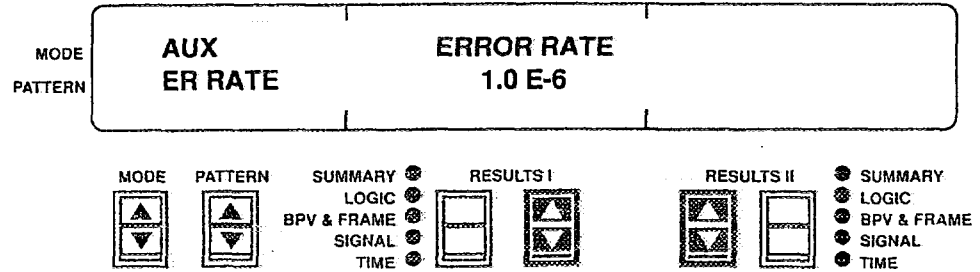 MODE AUX ERROR RATE
PATTERN ER RATE 1.0 E-6
MODE PATTERN SUMMARY RESULTS I RESULTS II SUMMARY
LOGIC LOGIC
BPV & FRAME BPV & FRAME
SIGNAL SIGNAL
TIME TIME